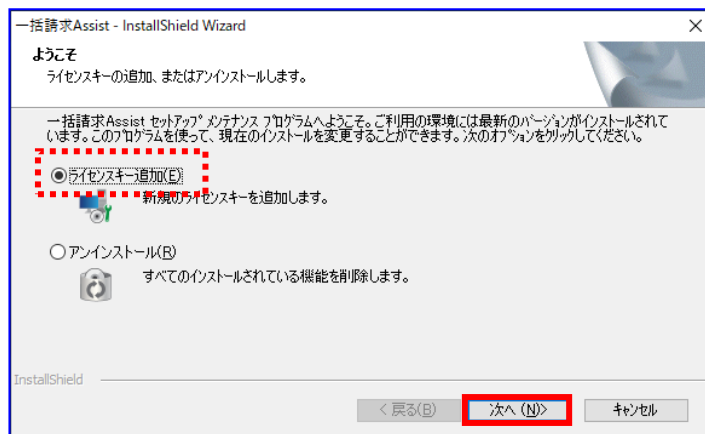 一括請求Assist - InstallShield Wizard
ようこそ
ライセンスキーの追加、またはアンインストールします。
一括請求Assist セットアップ メンテナンス プログラムへようこそ。ご利用の環境には最新のバージョンがインストールされて
います。このプログラムを使って、現在のインストールを変更することができます。次のオプションをクリックしてください。
ライセンスキー追加(E)
新規のライセンスキーを追加します。
アンインストール(R)
すべてのインストールされている機能を削除します。
InstallShield
< 戻る(B) 次へ (N)> キャンセル